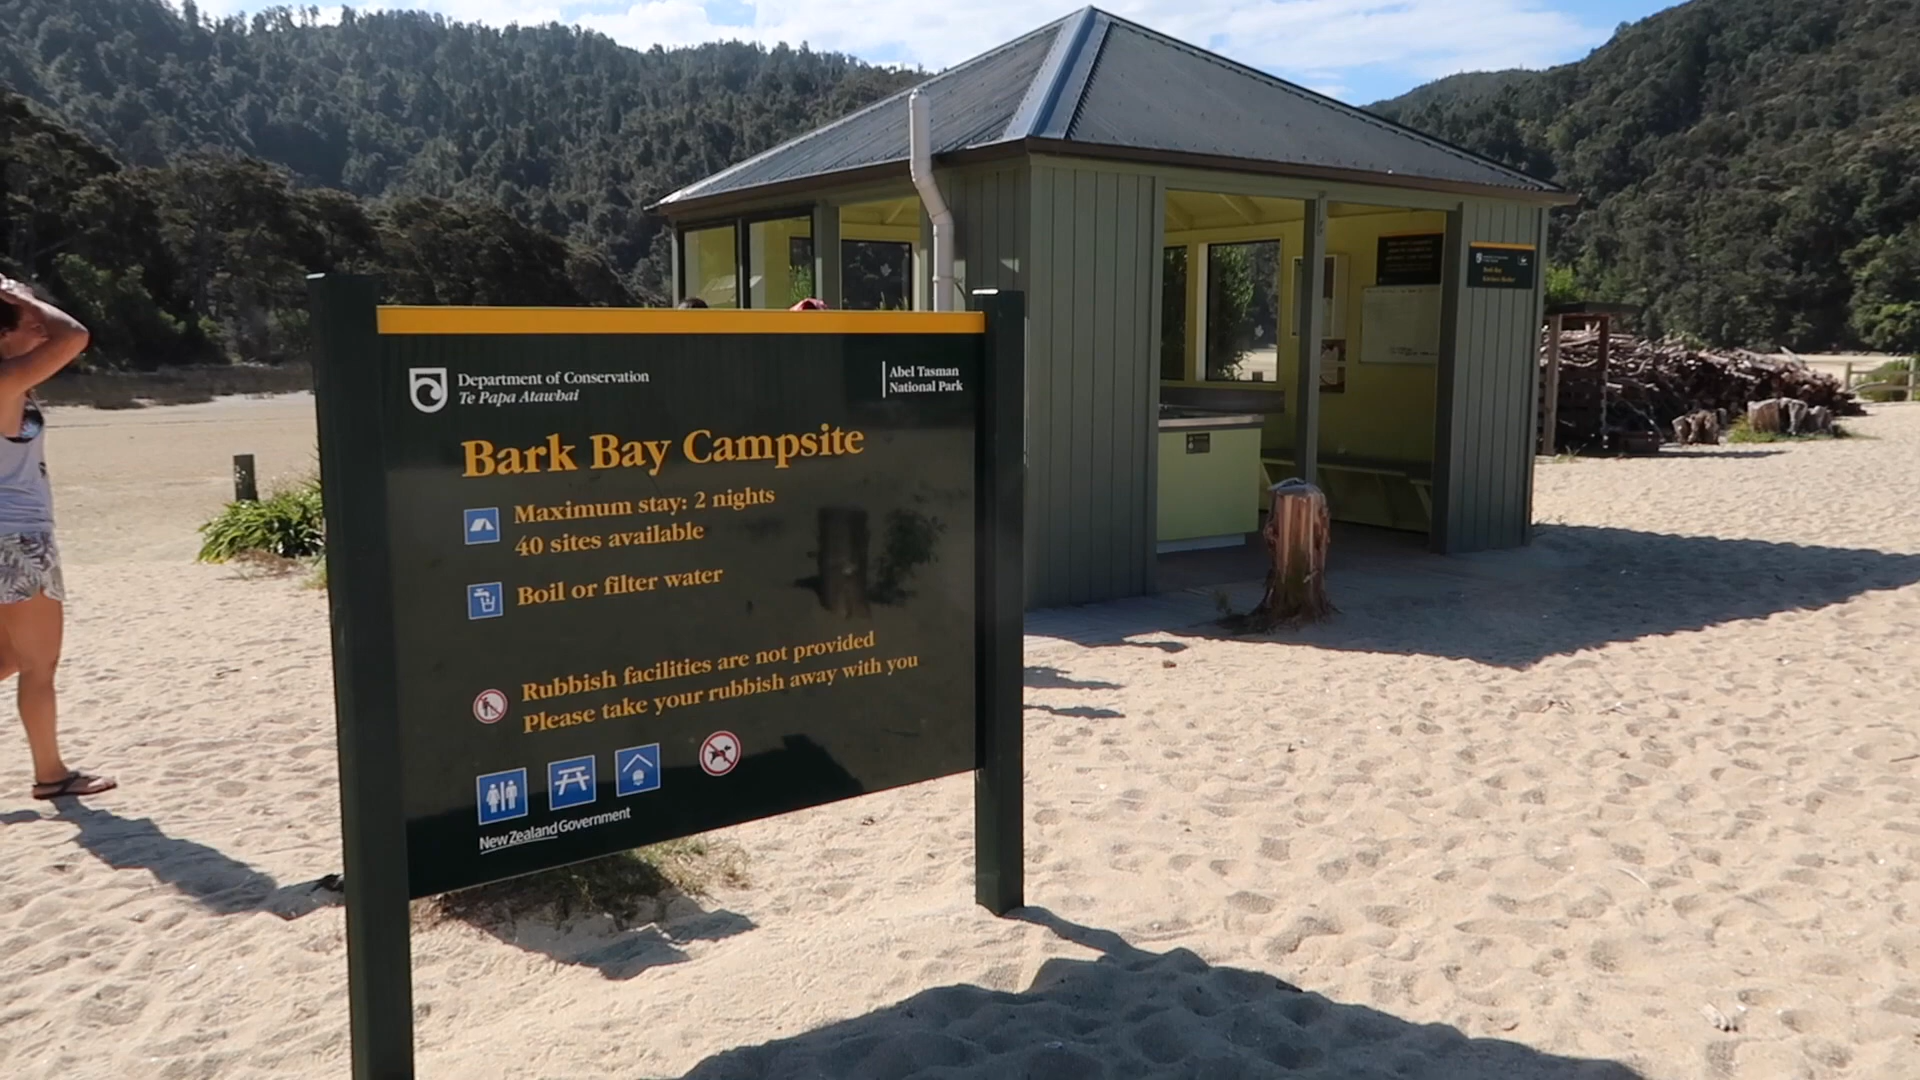 Department of Conservation
Te Papa Atawhai
Abel Tasman
National Park
Bark Bay Campsite
Maximum stay: 2 nights
40 sites available
Boil or filter water
Rubbish facilities are not provided
Please take your rubbish away with you
New Zealand Government
Bark Bay